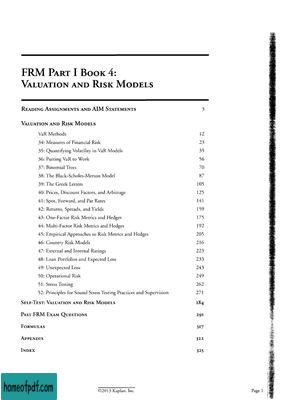 FRM PART I BOOK 4:
VALUATION AND RISK MODELS
READING ASSIGNMENTS AND AIM STATEMENTS 3
VALUATION AND RISK MODELS
VaR Methods 12
34: Measures of Financial Risk 23
35: Quantifying Volatility in VaR Models 35
36: Putting VaR to Work 56
37: Binomial Trees 70
38: The Black-Scholes-Merton Model 87
39: The Greek Letters 105
40: Prices, Discount Factors, and Arbitrage 125
41: Spot, Forward, and Par Rates 141
42: Returns, Spreads, and Yields 159
43: One-Factor Risk Metrics and Hedges 175
44: Multi-Factor Risk Metrics and Hedges 192
45: Empirical Approaches to Risk Metrics and Hedges 205
46: Country Risk Models 216
47: External and Internal Ratings 223
48: Loan Portfolios and Expected Loss 233
49: Unexpected Loss 243
50: Operational Risk 249
51: Stress Testing 262
52: Principles for Sound Stress Testing Practices and Supervision 271
SELF-TEST: VALUATION AND RISK MODELS 284
PAST FRM EXAM QUESTIONS 291
FORMULAS 317
APPENDIX 322
INDEX 325
©2013 Kaplan, Inc. Page 1
homeofpdf.com